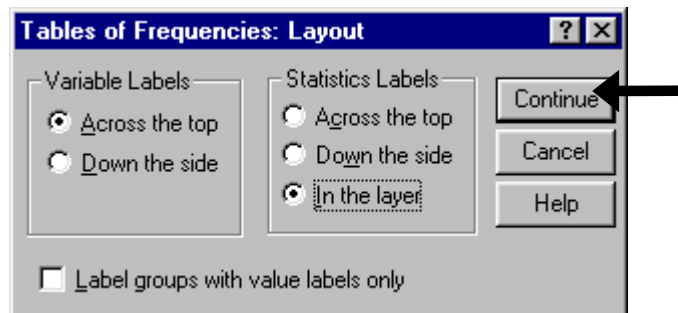 Tables of Frequencies: Layout
Variable Labels
Across the top
Down the side
Statistics Labels
Across the top
Down the side
In the layer
Continue
Cancel
Help
Label groups with value labels only